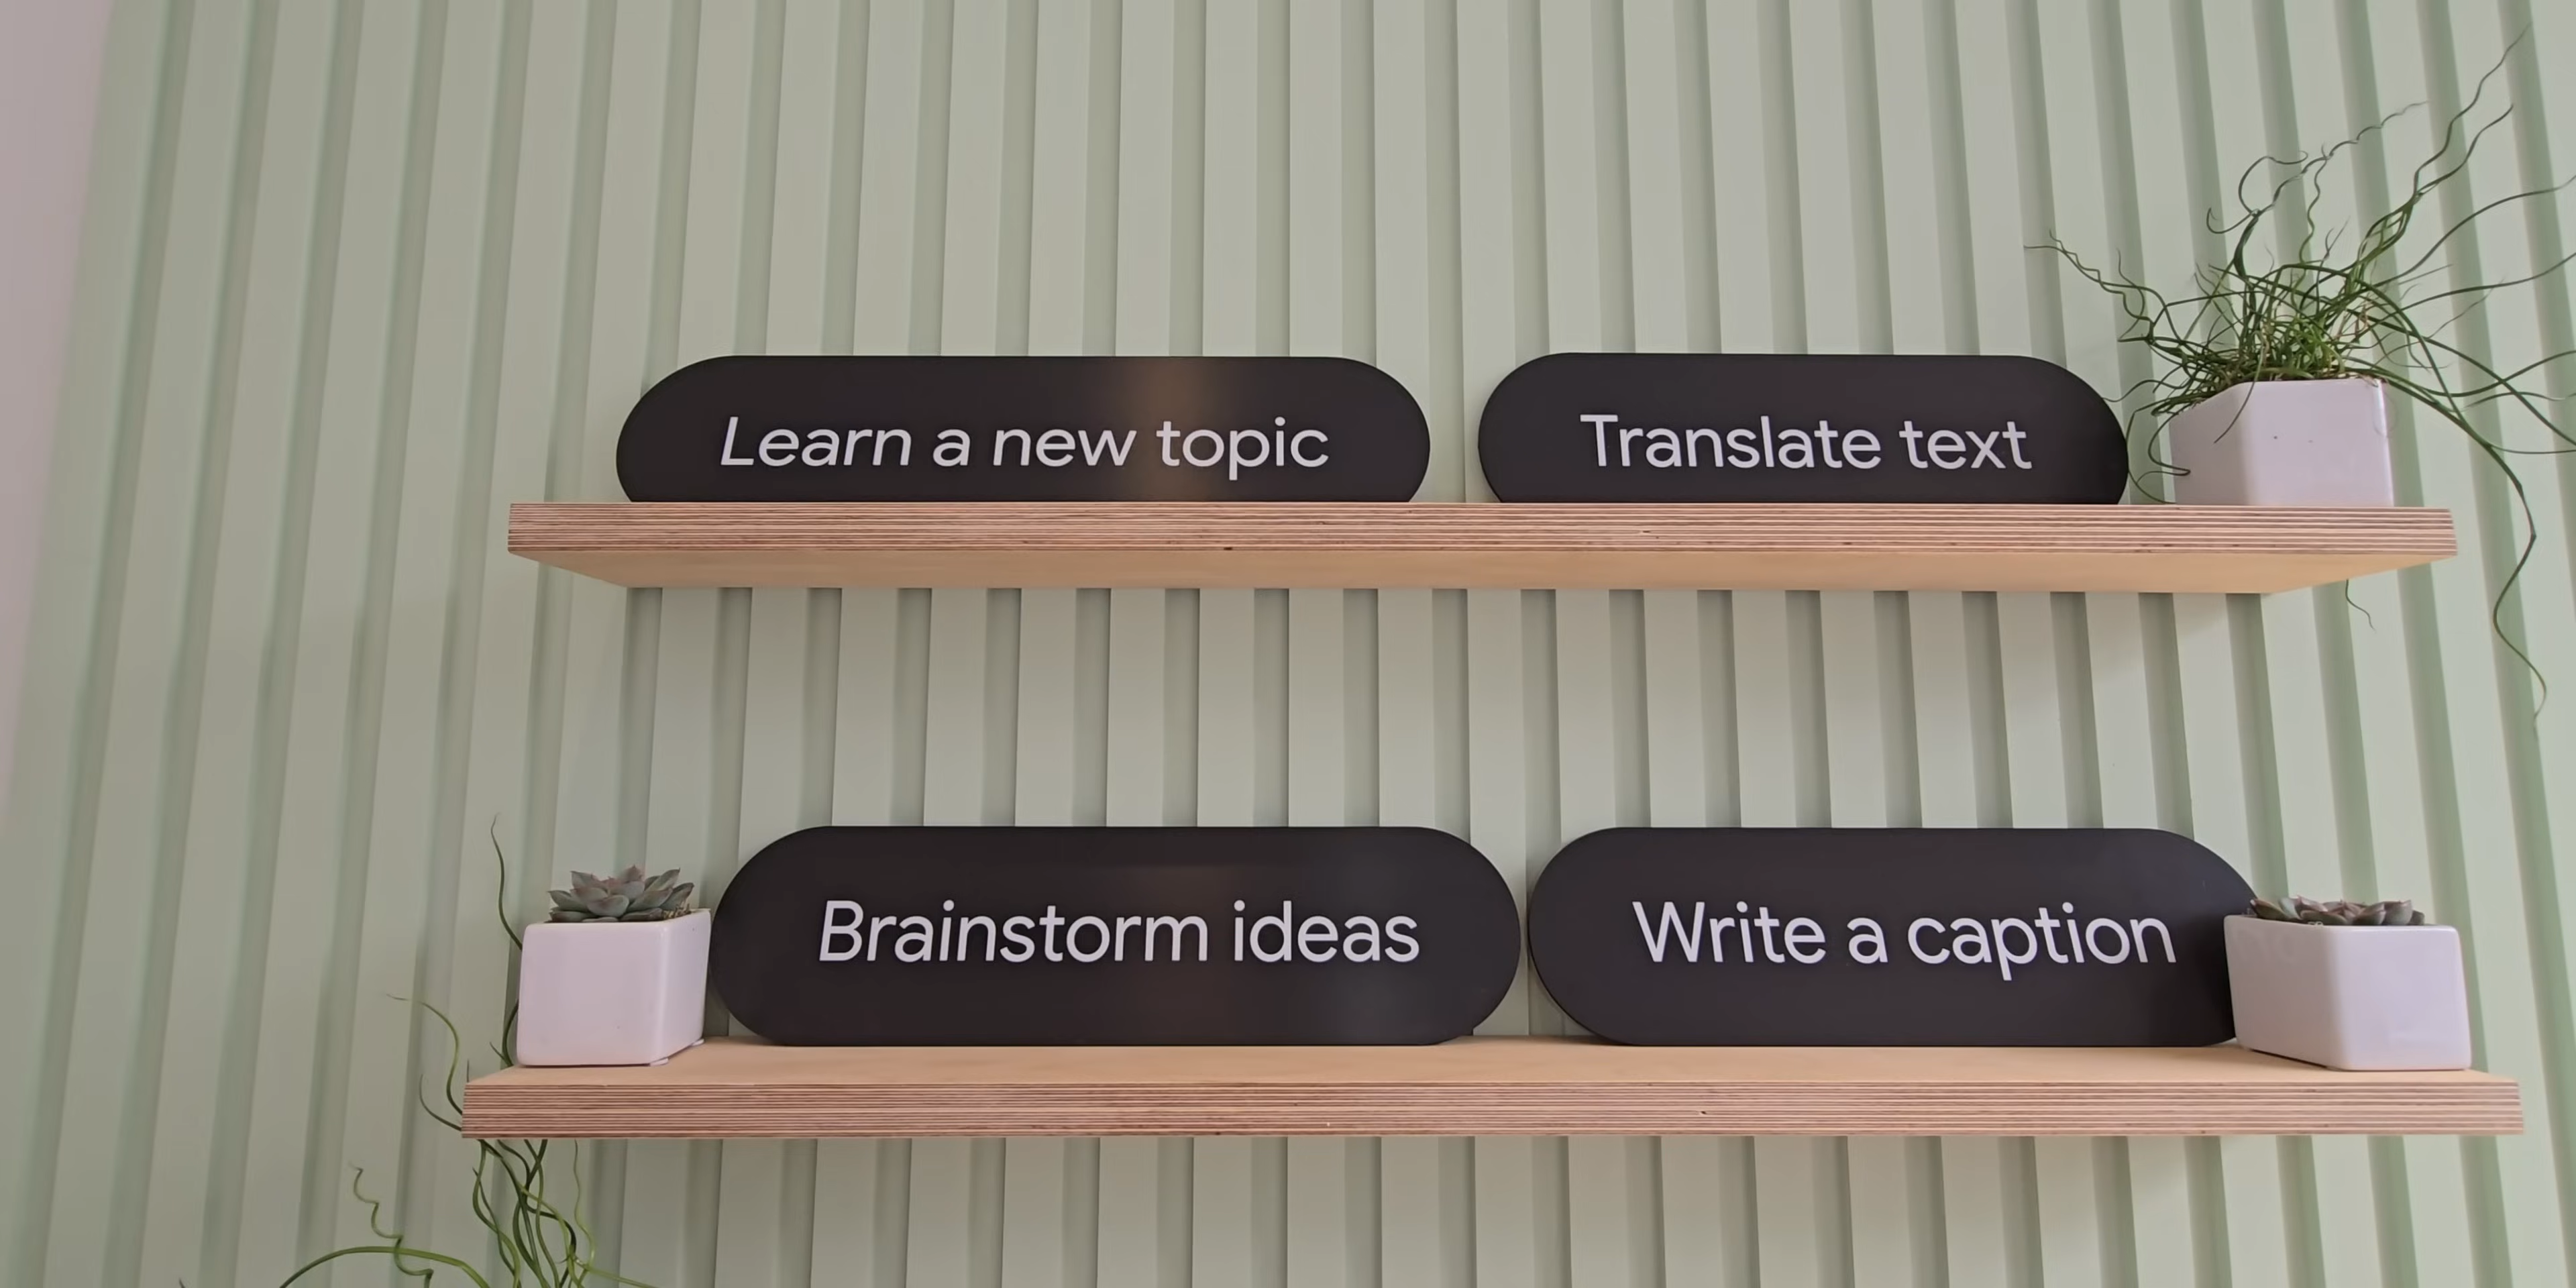 Learn a new topic
Translate text
Brainstorm ideas
Write a caption